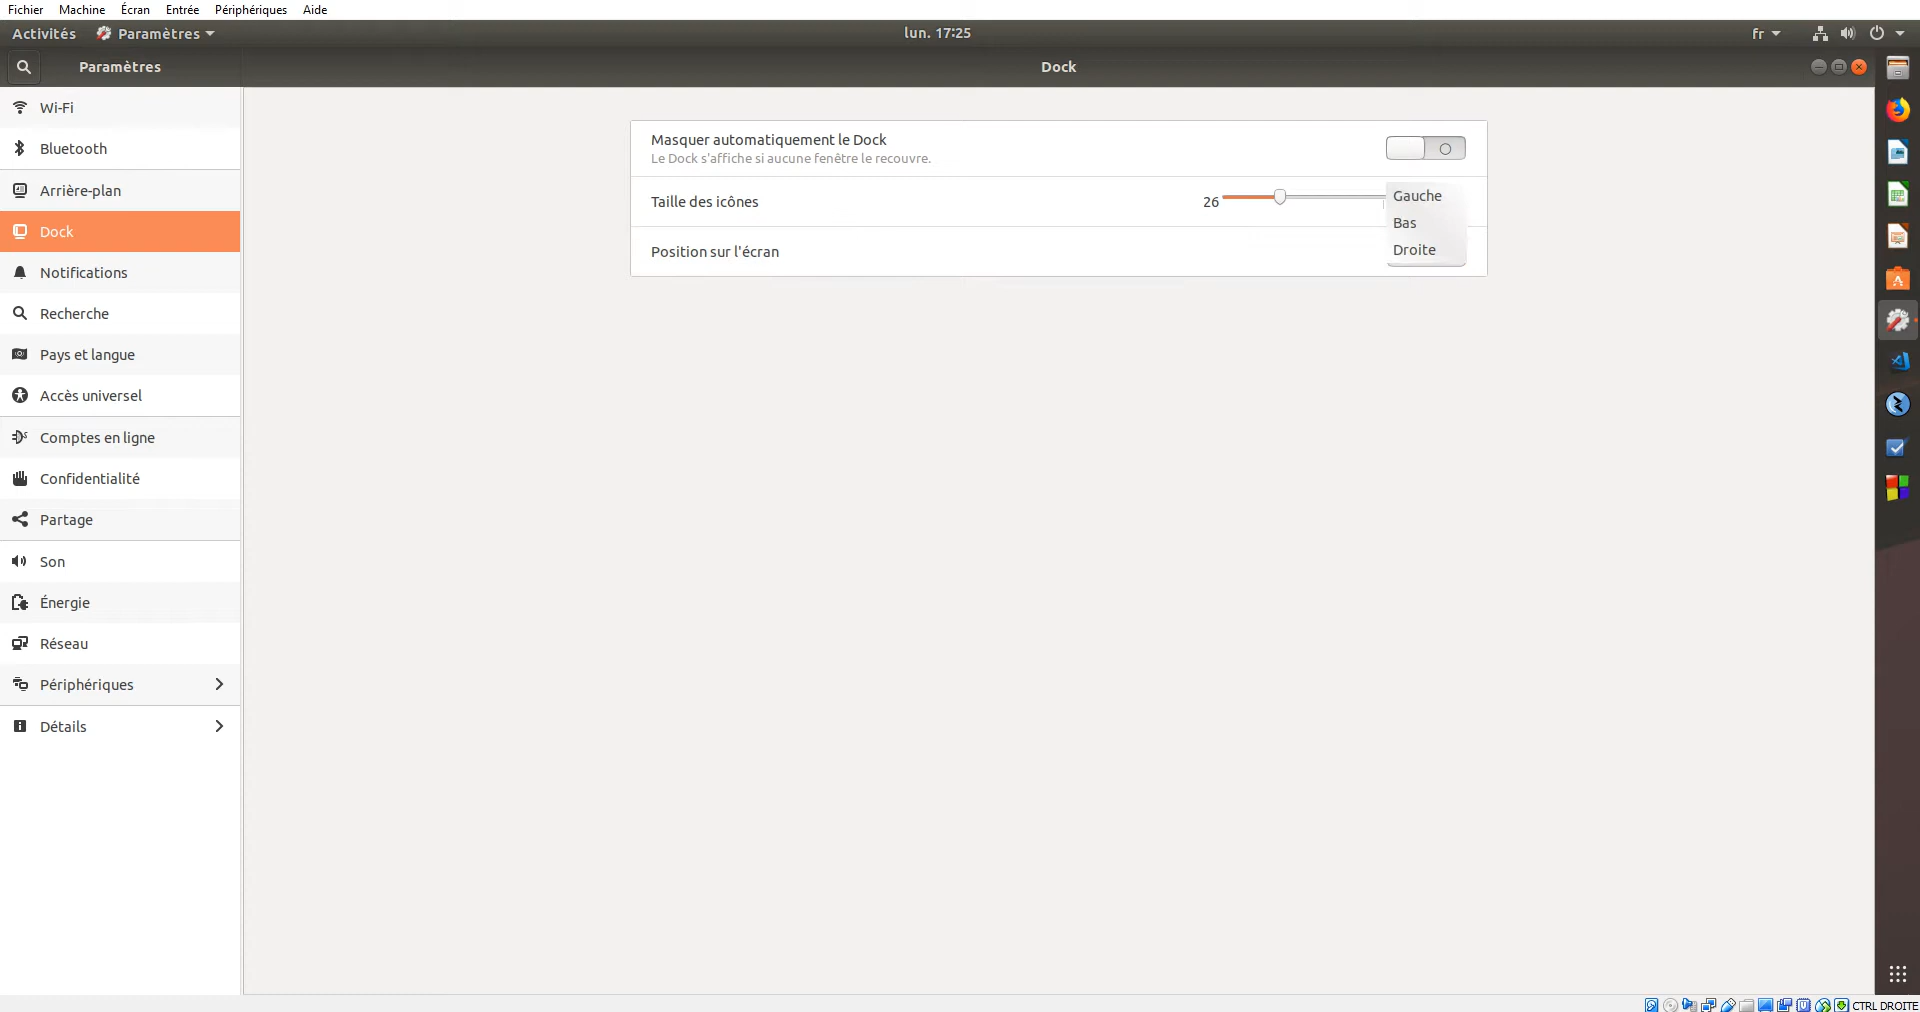 Fichier Machine Écran Entrée Périphériques Aide
Activités Paramètres lun. 17:25 fr
Paramètres Dock
Wi-Fi
Bluetooth
Arrière-plan
Dock
Notifications
Recherche
Pays et langue
Accès universel
Comptes en ligne
Confidentialité
Partage
Son
Énergie
Réseau
Périphériques
Détails
Masquer automatiquement le Dock
Le Dock s'affiche si aucune fenêtre le recouvre.
Taille des icônes 26
Position sur l'écran
Gauche
Bas
Droite
CTRL DROITE